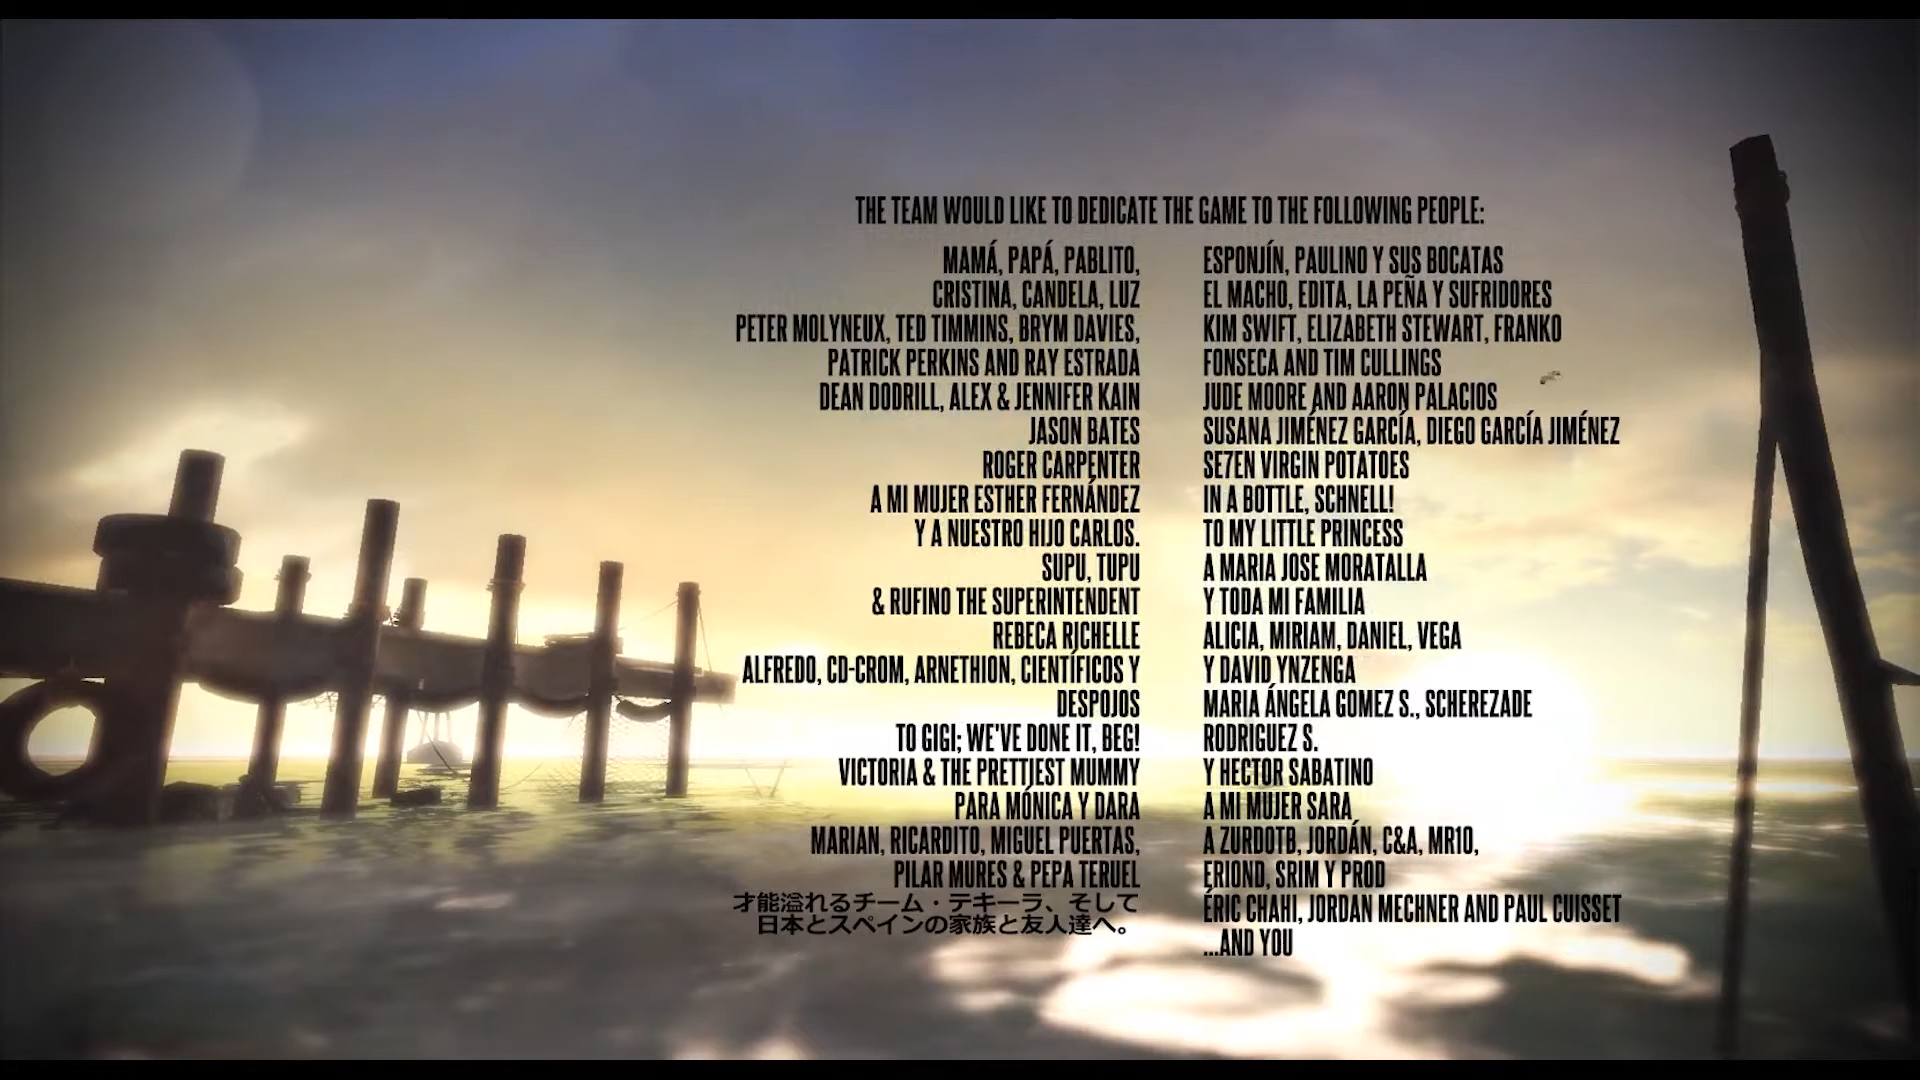 THE TEAM WOULD LIKE TO DEDICATE THE GAME TO THE FOLLOWING PEOPLE:
MAMÁ, PAPÁ, PABLITO,
CRISTINA, CANDELA, LUZ
PETER MOLYNEUX, TED TIMMINS, BRYM DAVIES,
PATRICK PERKINS AND RAY ESTRADA
DEAN DODRILL, ALEX & JENNIFER KAIN
JASON BATES
ROGER CARPENTER
A MI MUJER ESTHER FERNÁNDEZ
Y A NUESTRO HIJO CARLOS.
SUPU, TUPU
& RUFINO THE SUPERINTENDENT
REBECA RICHELLE
ALFREDO, CD-CROM, ARNETHION, CIENTÍFICOS Y
DESPOJOS
TO GIGI; WE'VE DONE IT, BEG!
VICTORIA & THE PRETTIEST MUMMY
PARA MÓNICA Y DARA
MARIAN, RICARDITO, MIGUEL PUERTAS,
PILAR MURES & PEPA TERUEL
才能溢れるチーム・テキーラ、そして
日本とスペインの家族と友人達へ。
ESPONJÍN, PAULINO Y SUS BOCATAS
EL MACHO, EDITA, LA PEÑA Y SUFRIDORES
KIM SWIFT, ELIZABETH STEWART, FRANKO
FONSECA AND TIM CULLINGS
JUDE MOORE AND AARON PALACIOS
SUSANA JIMÉNEZ GARCÍA, DIEGO GARCÍA JIMÉNEZ
SE7EN VIRGIN POTATOES
IN A BOTTLE, SCHNELL!
TO MY LITTLE PRINCESS
A MARIA JOSE MORATALLA
Y TODA MI FAMILIA
ALICIA, MIRIAM, DANIEL, VEGA
Y DAVID YNZENGA
MARIA ÁNGELA GOMEZ S., SCHEREZADE
RODRIGUEZ S.
Y HECTOR SABATINO
A MI MUJER SARA
A ZURDOTB, JORDÁN, C&A, MR10,
ERIOND, SRIM Y PROD
ÉRIC CHAHI, JORDAN MECHNER AND PAUL CUISSET
...AND YOU